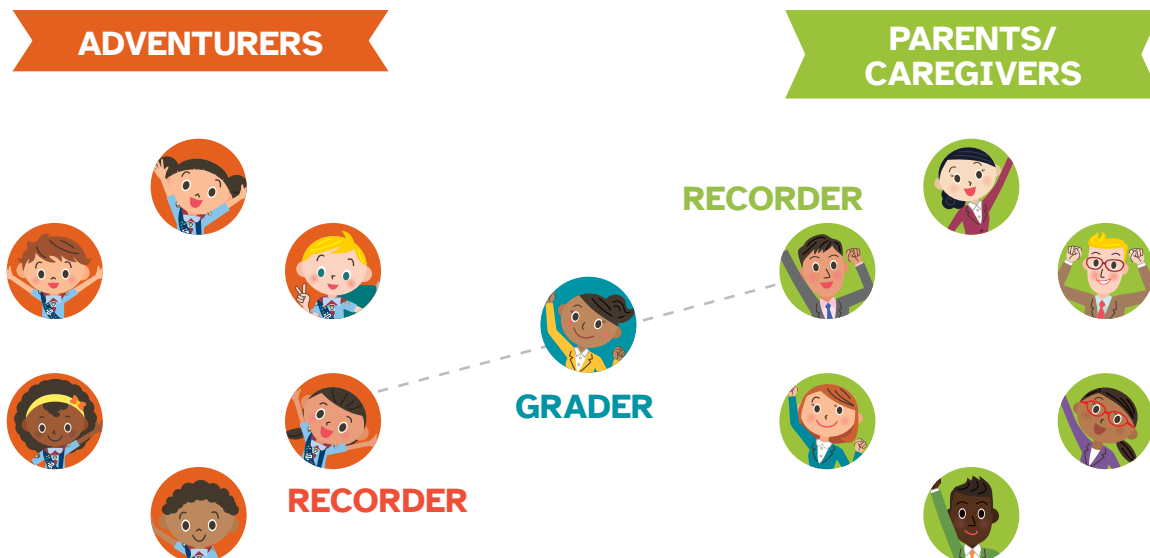 ADVENTURERS
PARENTS/
CAREGIVERS
RECORDER
GRADER
RECORDER